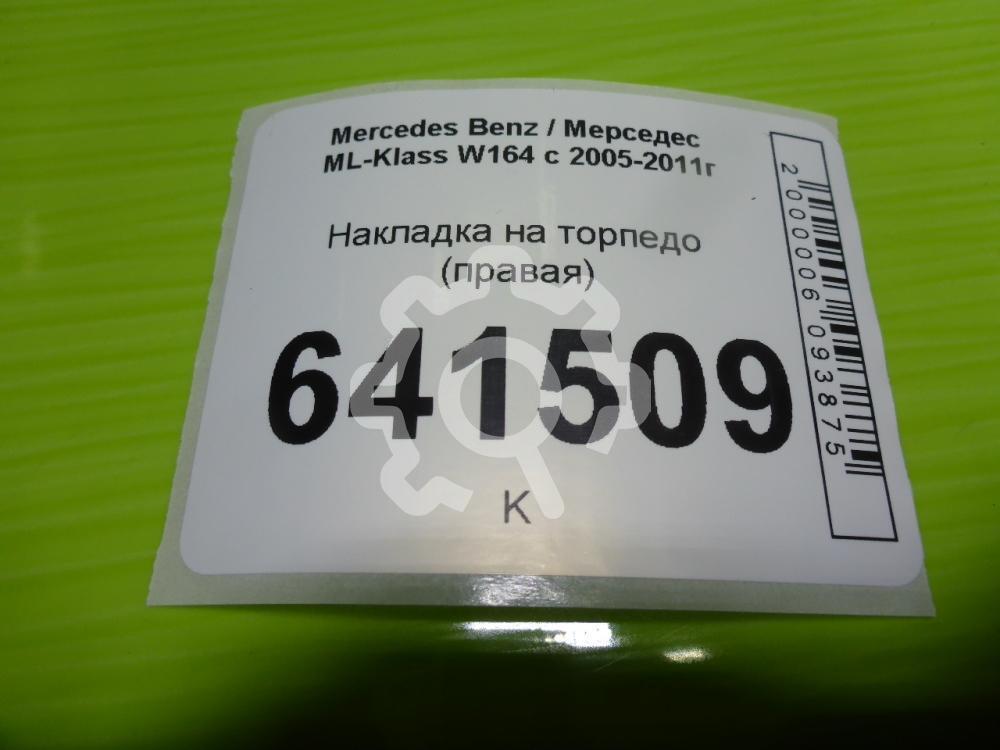 Mercedes Benz / Мерседес
ML-Klass W164 с 2005-2011г
Накладка на торпедо
(правая)
641509
К
2000006093875